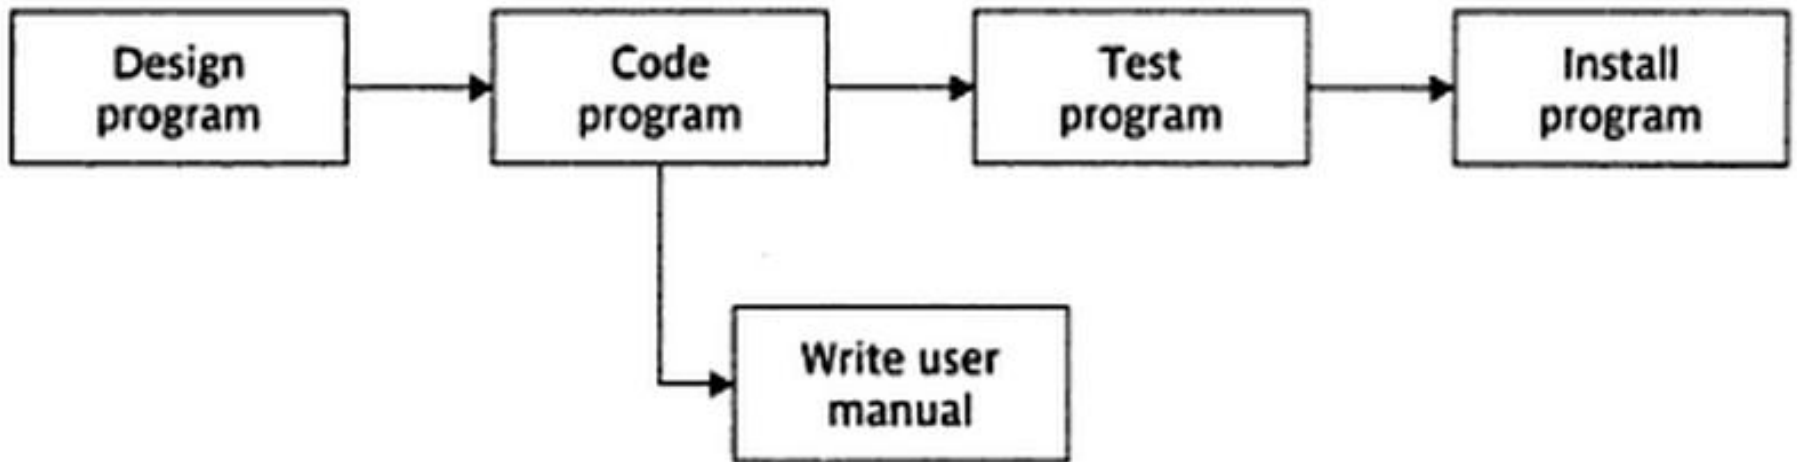 Design
program
Code
program
Test
program
Install
program
Write user
manual